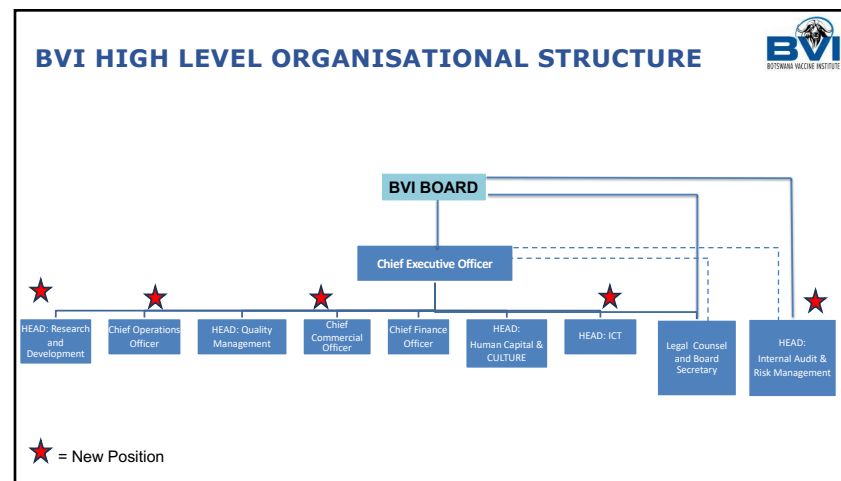 BVI HIGH LEVEL ORGANISATIONAL STRUCTURE
BVI
BOTSWANA VACCINE INSTITUTE
BVI BOARD
Chief Executive Officer
HEAD: Research
and
Development
Chief Operations
Officer
HEAD: Quality
Management
Chief
Commercial
Officer
Chief Finance
Officer
HEAD:
Human Capital &
CULTURE
HEAD: ICT
Legal Counsel
and Board
Secretary
HEAD:
Internal Audit &
Risk Management
= New Position